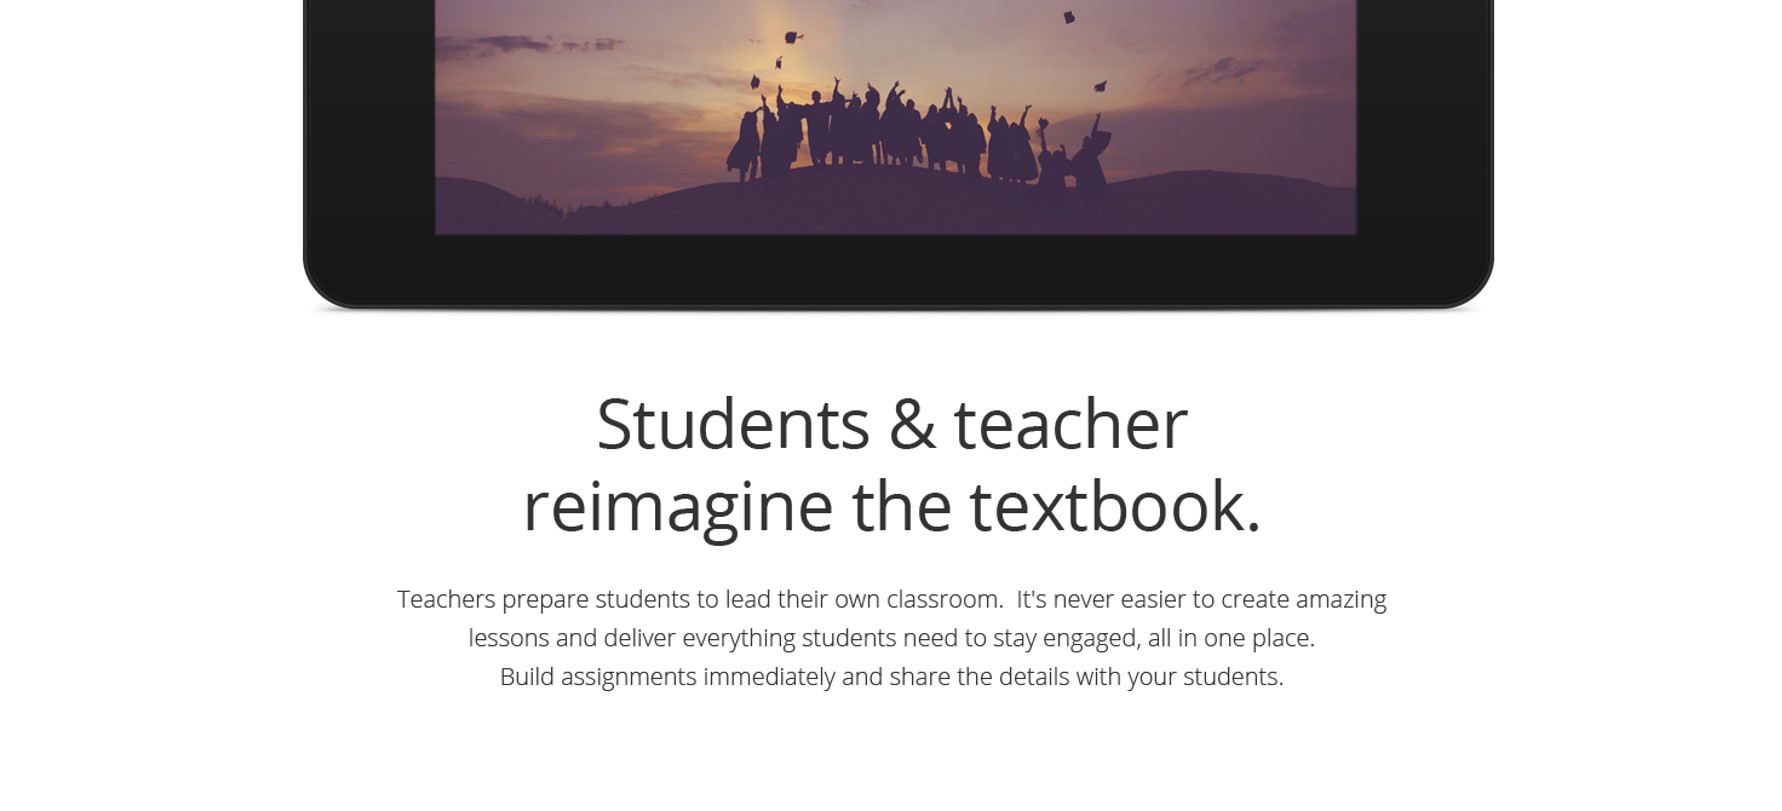 Students & teacher
reimagine the textbook.
Teachers prepare students to lead their own classroom.  It's never easier to create amazing
lessons and deliver everything students need to stay engaged, all in one place.
Build assignments immediately and share the details with your students.